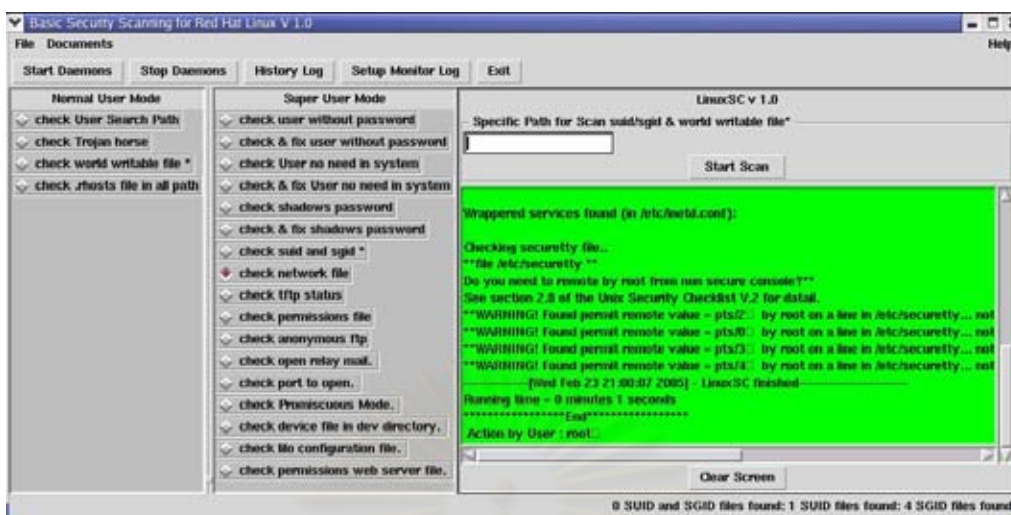 Basic Security Scanning for Red Hat Linux V 1.0
File Documents Help
Start Daemons Stop Daemons History Log Setup Monitor Log Exit
Normal User Mode
check User Search Path
check Trojan horse
check world writable file *
check .rhosts file in all path
Super User Mode
check user without password
check & fix user without password
check User no need in system
check & fix User no need in system
check shadows password
check & fix shadows password
check suid and sgid *
check network file
check tftp status
check permissions file
check anonymous ftp
check open relay mail.
check port to open.
check Promiscuous Mode.
check device file in dev directory.
check lilo configuration file.
check permissions web server file.
LinuxSC v 1.0
Specific Path for Scan suid/sgid & world writable file*
Start Scan
Wrappered services found (in /etc/inetd.conf):
Checking securetty file..
**file /etc/securetty **
Do you need to remote by root from non secure console?**
See section 2.8 of the Unix Security Checklist V.2 for datail.
**WARNING! Found permit remote value - pts/2 by root on a line in /etc/securetty... not
**WARNING! Found permit remote value - pts/0 by root on a line in /etc/securetty... not
**WARNING! Found permit remote value - pts/3 by root on a line in /etc/securetty... not
**WARNING! Found permit remote value - pts/4 by root on a line in /etc/securetty... not
---------------[Wed Feb 23 21:00:07 2005] - LinuxSC finished------------------------
Running time - 0 minutes 1 seconds
******************End******************
Action by User : root
Clear Screen
0 SUID and SGID files found: 1 SUID files found: 4 SGID files found